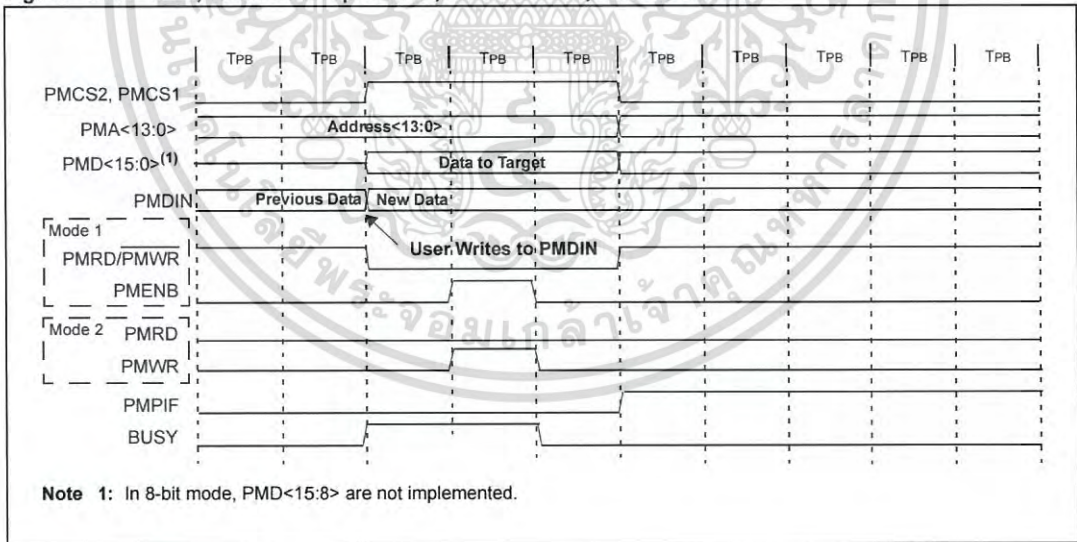 TPB TPB TPB TPB TPB TPB TPB TPB TPB TPB
PMCS2, PMCS1
PMA<13:0> Address<13:0>
PMD<15:0>(1) Data to Target
PMDIN Previous Data New Data
User Writes to PMDIN
Mode 1
PMRD/PMWR
PMENB
Mode 2 PMRD
PMWR
PMPIF
BUSY
Note 1: In 8-bit mode, PMD<15:8> are not implemented.